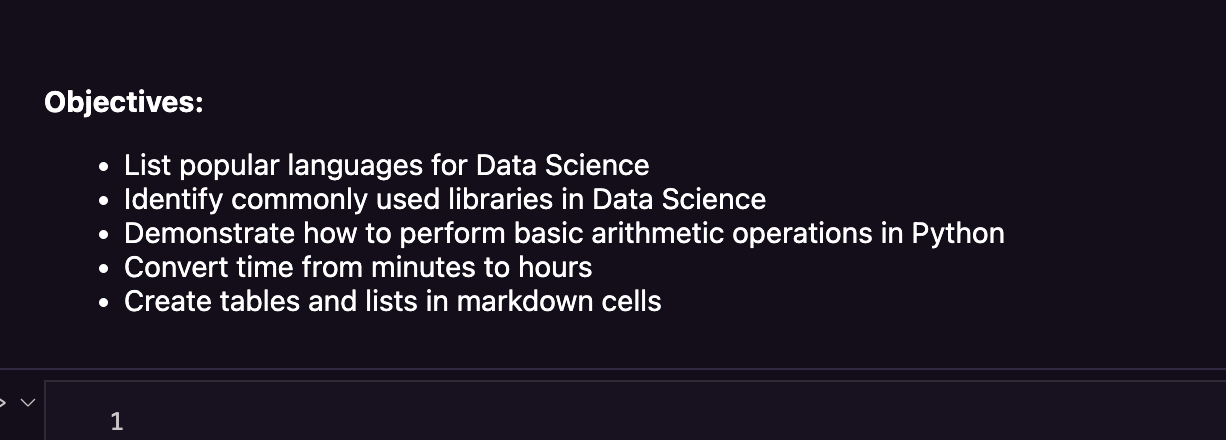 Objectives:
• List popular languages for Data Science
• Identify commonly used libraries in Data Science
• Demonstrate how to perform basic arithmetic operations in Python
• Convert time from minutes to hours
• Create tables and lists in markdown cells
1